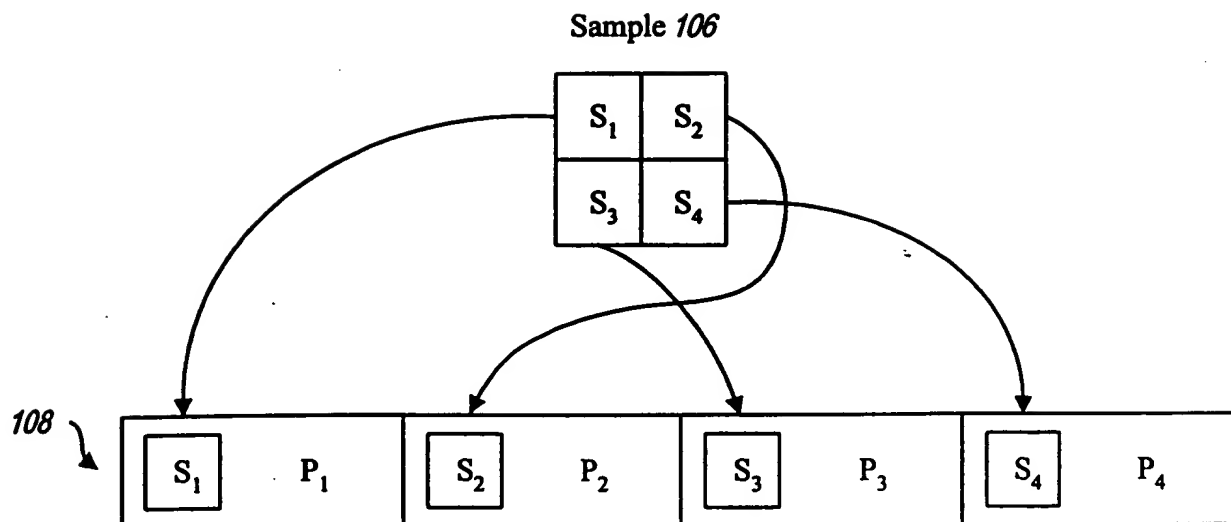 Sample 106
S₁ S₂
S₃ S₄
108
S₁ P₁ S₂ P₂ S₃ P₃ S₄ P₄